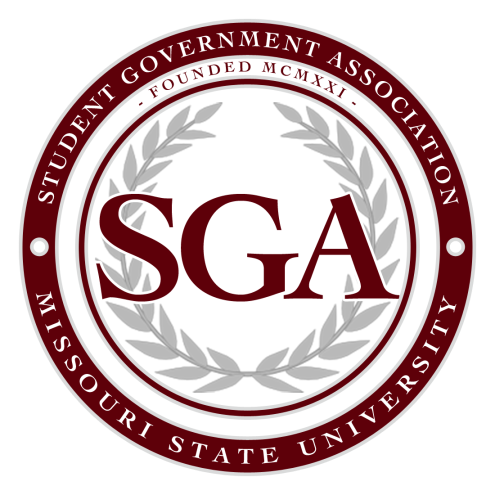 STUDENT GOVERNMENT ASSOCIATION
- FOUNDED MCMXXI -
SGA
MISSOURI STATE UNIVERSITY